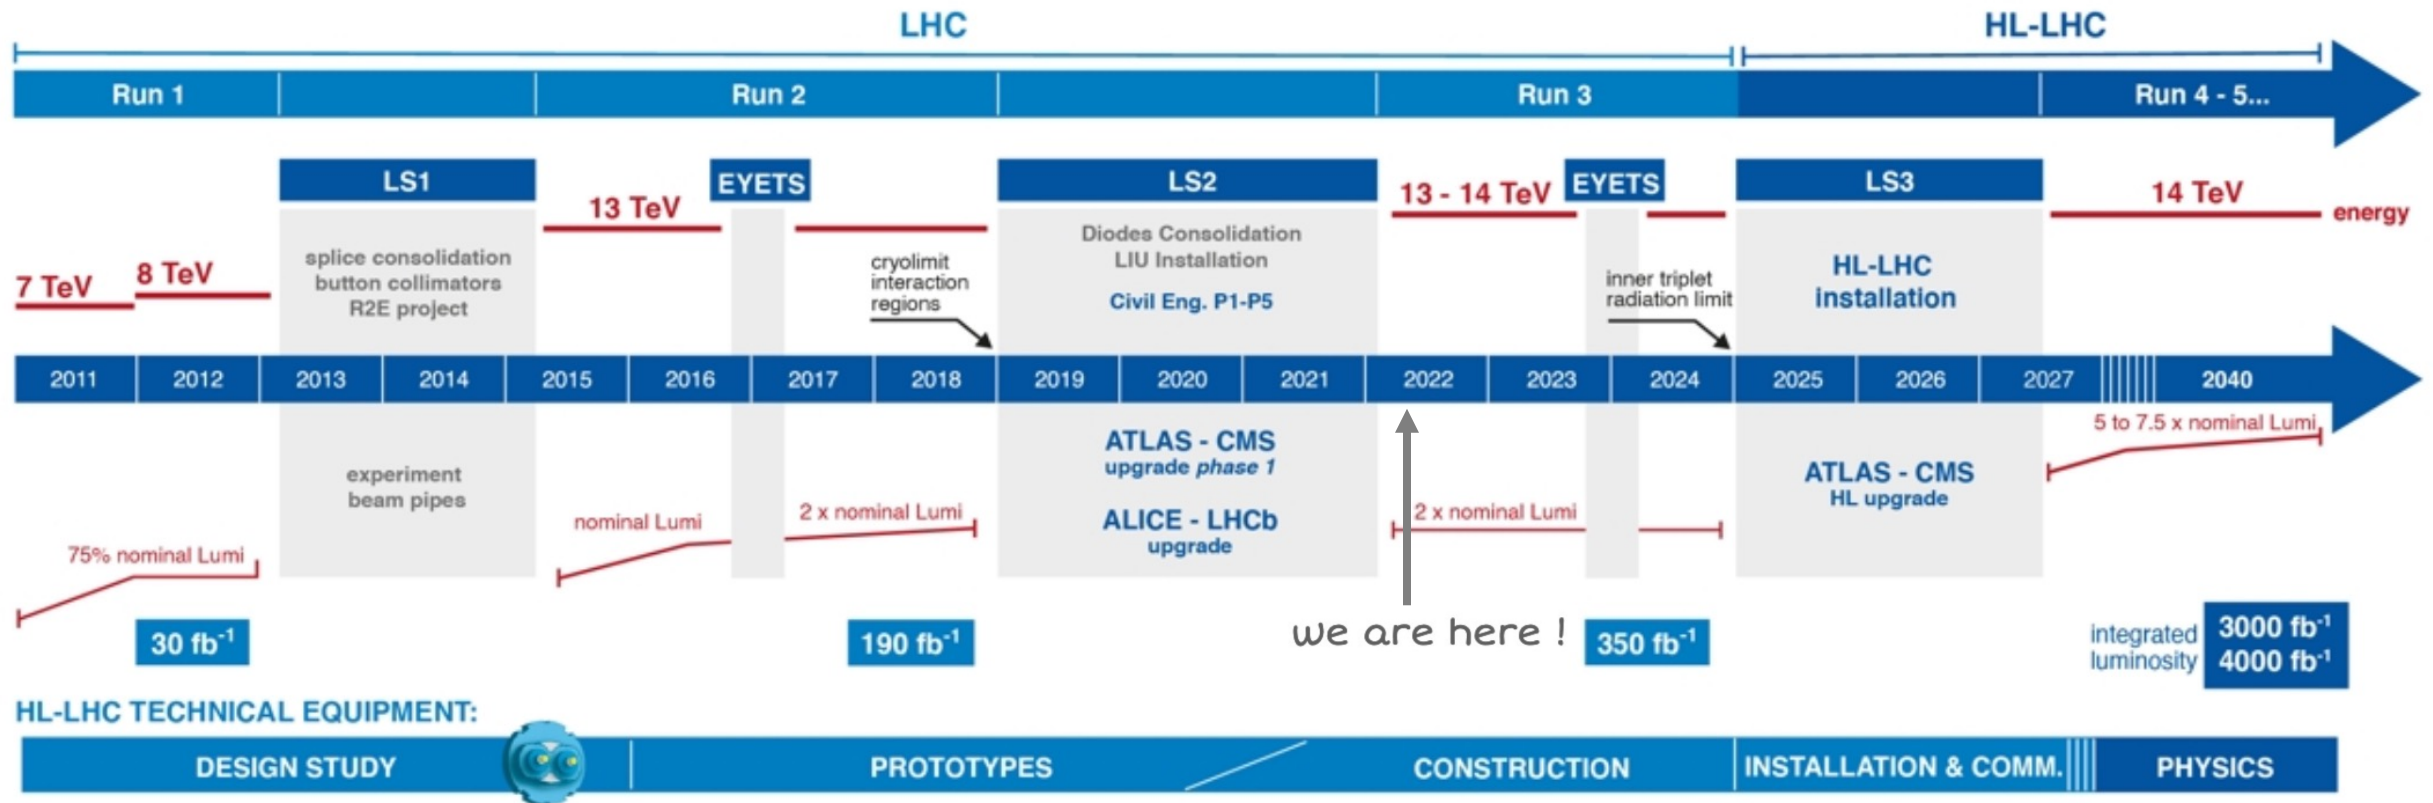 LHC
HL-LHC
Run 1
Run 2
Run 3
Run 4 - 5...
LS1
EYETS
LS2
EYETS
LS3
13 TeV
13 - 14 TeV
14 TeV
energy
7 TeV
8 TeV
splice consolidation
button collimators
R2E project
cryolimit
interaction
regions
Diodes Consolidation
LIU Installation
Civil Eng. P1-P5
inner triplet
radiation limit
HL-LHC
installation
2011
2012
2013
2014
2015
2016
2017
2018
2019
2020
2021
2022
2023
2024
2025
2026
2027
2040
5 to 7.5 x nominal Lumi
experiment
beam pipes
ATLAS - CMS
upgrade phase 1
ALICE - LHCb
upgrade
ATLAS - CMS
HL upgrade
75% nominal Lumi
nominal Lumi
2 x nominal Lumi
2 x nominal Lumi
30 fb-1
190 fb-1
we are here !
350 fb-1
integrated
luminosity
3000 fb-1
4000 fb-1
HL-LHC TECHNICAL EQUIPMENT:
DESIGN STUDY
PROTOTYPES
CONSTRUCTION
INSTALLATION & COMM.
PHYSICS